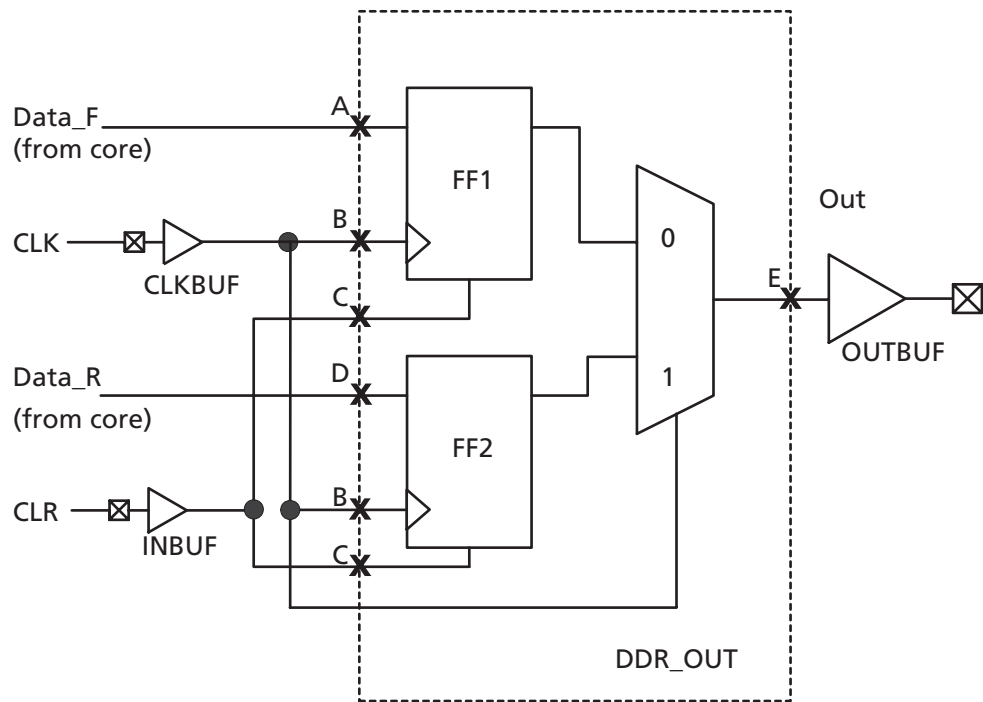 Data_F
(from core)
A
FF1
CLK
CLKBUF
B
C
0
Out
E
OUTBUF
Data_R
(from core)
D
1
FF2
CLR
INBUF
B
C
DDR_OUT